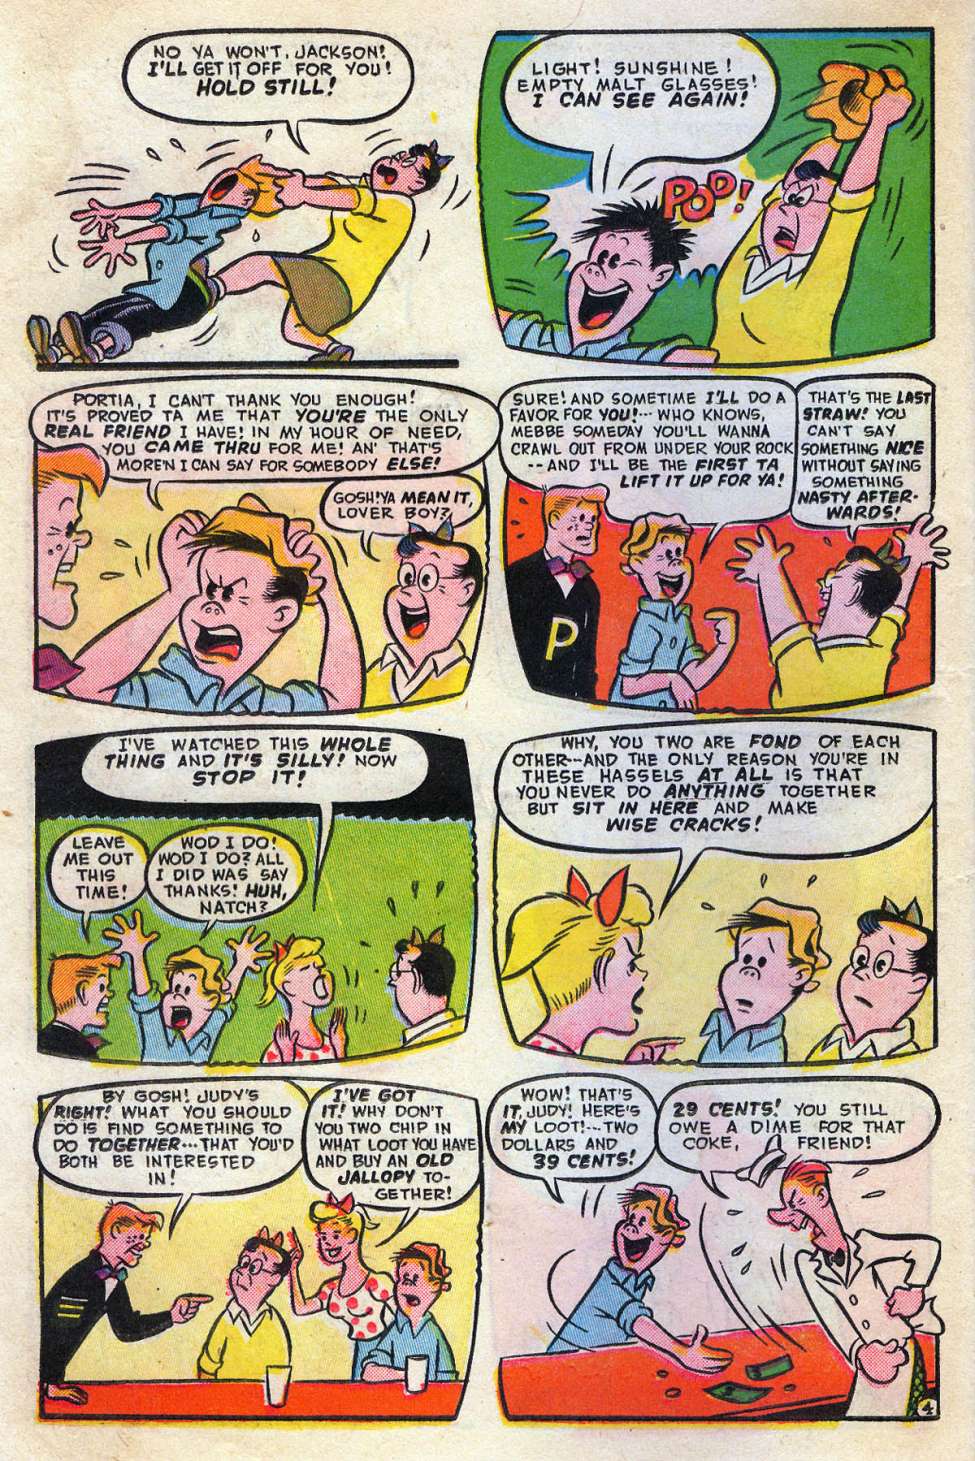 NO YA WON'T, JACKSON!
I'LL GET IT OFF FOR YOU!
HOLD STILL!
LIGHT! SUNSHINE!
EMPTY MALT GLASSES!
I CAN SEE AGAIN!
POP!
PORTIA, I CAN'T THANK YOU ENOUGH!
IT'S PROVED TA ME THAT YOU'RE THE ONLY
REAL FRIEND I HAVE! IN MY HOUR OF NEED,
YOU CAME THRU FOR ME! AN' THAT'S
MORE'N I CAN SAY FOR SOMEBODY ELSE!
GOSH! YA MEAN IT,
LOVER BOY?
SURE! AND SOMETIME I'LL DO A
FAVOR FOR YOU!··· WHO KNOWS,
MEBBE SOMEDAY YOU'LL WANNA
CRAWL OUT FROM UNDER YOUR ROCK
--AND I'LL BE THE FIRST TA
LIFT IT UP FOR YA!
THAT'S THE LAST
STRAW! YOU
CAN'T SAY
SOMETHING NICE
WITHOUT SAYING
SOMETHING
NASTY AFTER-
WARDS!
P
I'VE WATCHED THIS WHOLE
THING AND IT'S SILLY! NOW
STOP IT!
LEAVE
ME OUT
THIS
TIME!
WOD I DO!
WOD I DO? ALL
I DID WAS SAY
THANKS! HUH,
NATCH?
WHY, YOU TWO ARE FOND OF EACH
OTHER--AND THE ONLY REASON YOU'RE IN
THESE HASSELS AT ALL IS THAT
YOU NEVER DO ANYTHING TOGETHER
BUT SIT IN HERE AND MAKE
WISE CRACKS!
BY GOSH! JUDY'S
RIGHT! WHAT YOU SHOULD
DO IS FIND SOMETHING TO
DO TOGETHER···THAT YOU'D
BOTH BE INTERESTED
IN!
I'VE GOT
IT! WHY DON'T
YOU TWO CHIP IN
WHAT LOOT YOU HAVE
AND BUY AN OLD
JALLOPY TO-
GETHER!
WOW! THAT'S
IT, JUDY! HERE'S
MY LOOT!--TWO
DOLLARS AND
39 CENTS!
29 CENTS! YOU STILL
OWE A DIME FOR THAT
COKE, FRIEND!
4